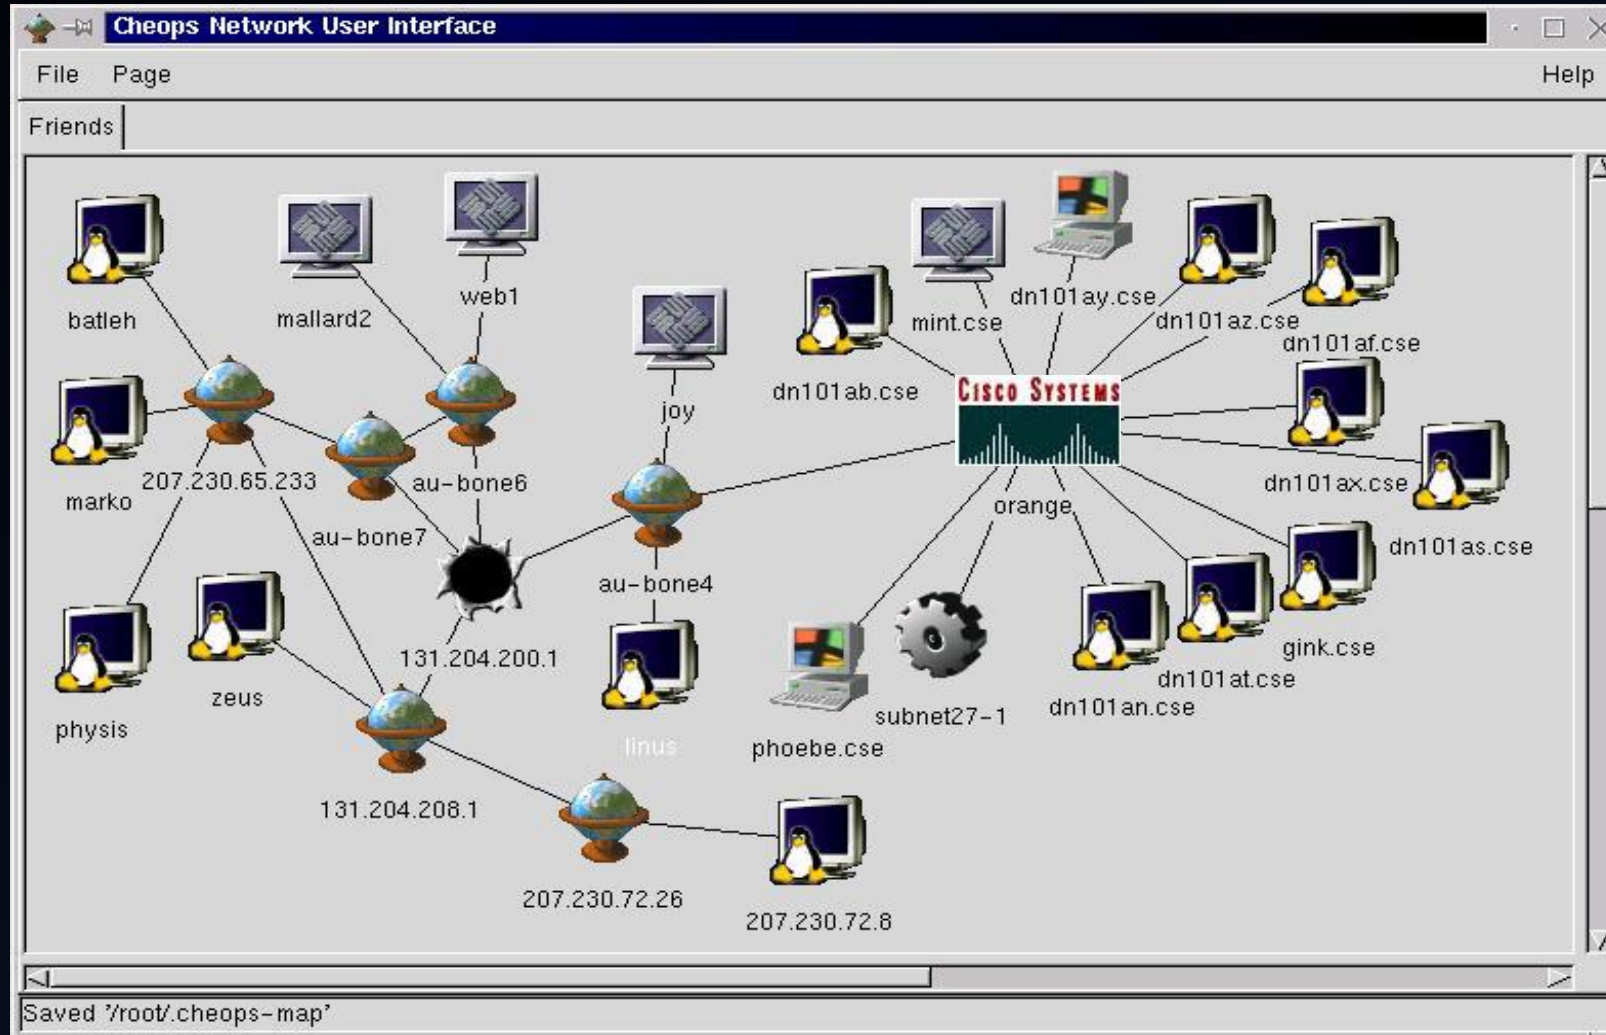 Cheops Network User Interface
File Page Help
Friends
batleh
mallard2
web1
joy
dn101ab.cse
mint.cse
dn101ay.cse
dn101az.cse
dn101af.cse
CISCO SYSTEMS
marko
207.230.65.233
au-bone6
au-bone7
orange
dn101ax.cse
dn101as.cse
au-bone4
physis
zeus
131.204.200.1
linus
phoebe.cse
subnet27-1
dn101an.cse
dn101at.cse
gink.cse
131.204.208.1
207.230.72.26
207.230.72.8
Saved '/root/.cheops-map'